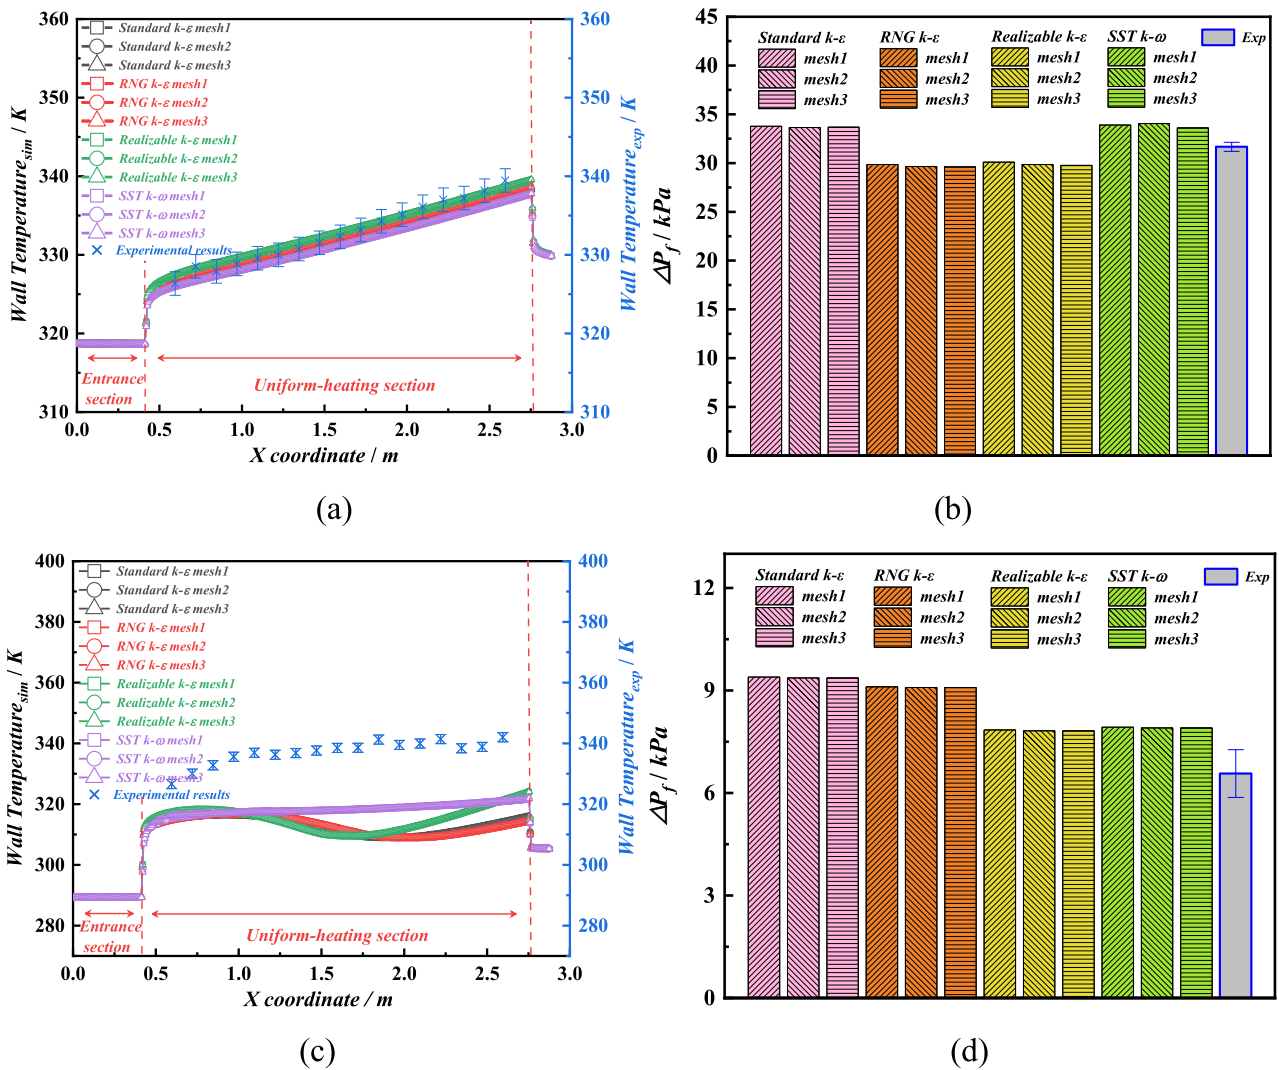 360
350
340
330
320
310
Wall Temperature_sim / K
Standard k-ε mesh1
Standard k-ε mesh2
Standard k-ε mesh3
RNG k-ε mesh1
RNG k-ε mesh2
RNG k-ε mesh3
Realizable k-ε mesh1
Realizable k-ε mesh2
Realizable k-ε mesh3
SST k-ω mesh1
SST k-ω mesh2
SST k-ω mesh3
Experimental results
Entrance
section
Uniform-heating section
360
350
340
330
320
310
Wall Temperature_exp / K
0.0 0.5 1.0 1.5 2.0 2.5 3.0
X coordinate / m
(a)
45
40
35
30
25
20
15
10
5
0
ΔP_f / kPa
Standard k-ε RNG k-ε Realizable k-ε SST k-ω Exp
mesh1 mesh1 mesh1 mesh1
mesh2 mesh2 mesh2 mesh2
mesh3 mesh3 mesh3 mesh3
(b)
400
380
360
340
320
300
280
Wall Temperature_sim / K
Standard k-ε mesh1
Standard k-ε mesh2
Standard k-ε mesh3
RNG k-ε mesh1
RNG k-ε mesh2
RNG k-ε mesh3
Realizable k-ε mesh1
Realizable k-ε mesh2
Realizable k-ε mesh3
SST k-ω mesh1
SST k-ω mesh2
SST k-ω mesh3
Experimental results
Entrance
section
Uniform-heating section
400
380
360
340
320
300
280
Wall Temperature_exp / K
0.0 0.5 1.0 1.5 2.0 2.5 3.0
X coordinate / m
(c)
12
9
6
3
0
ΔP_f / kPa
Standard k-ε RNG k-ε Realizable k-ε SST k-ω Exp
mesh1 mesh1 mesh1 mesh1
mesh2 mesh2 mesh2 mesh2
mesh3 mesh3 mesh3 mesh3
(d)